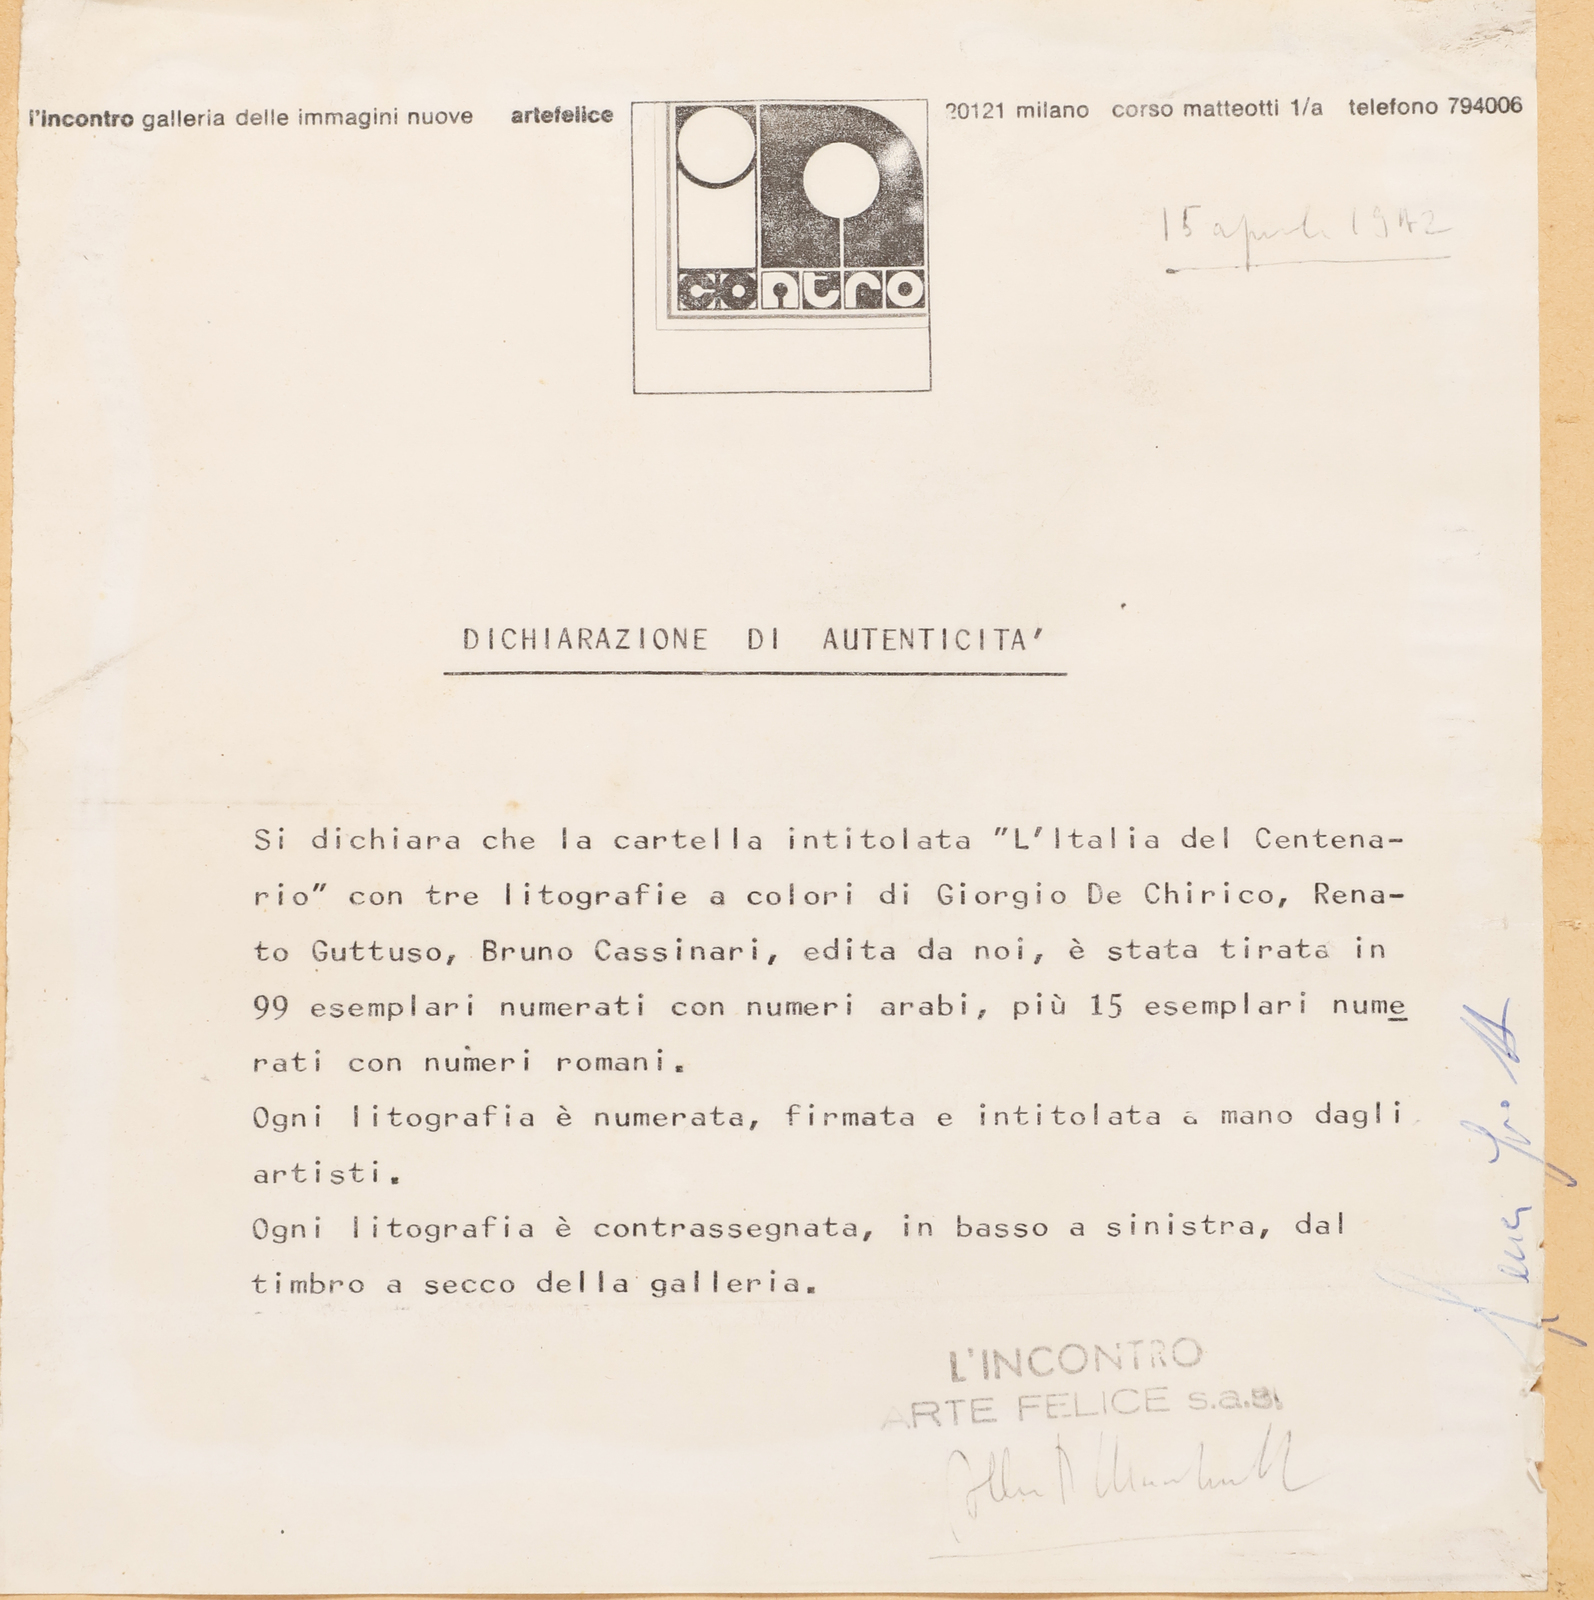 l'incontro galleria delle immagini nuove artefelice
20121 milano corso matteotti 1/a telefono 794006
in
contro
15 aprile 1972
DICHIARAZIONE DI AUTENTICITA'
Si dichiara che la cartella intitolata "L'Italia del Centena-
rio" con tre litografie a colori di Giorgio De Chirico, Rena-
to Guttuso, Bruno Cassinari, edita da noi, è stata tirata in
99 esemplari numerati con numeri arabi, più 15 esemplari nume
rati con numeri romani.
Ogni litografia è numerata, firmata e intitolata a mano dagli
artisti.
Ogni litografia è contrassegnata, in basso a sinistra, dal
timbro a secco della galleria.
L'INCONTRO
ARTE FELICE s.a.s.